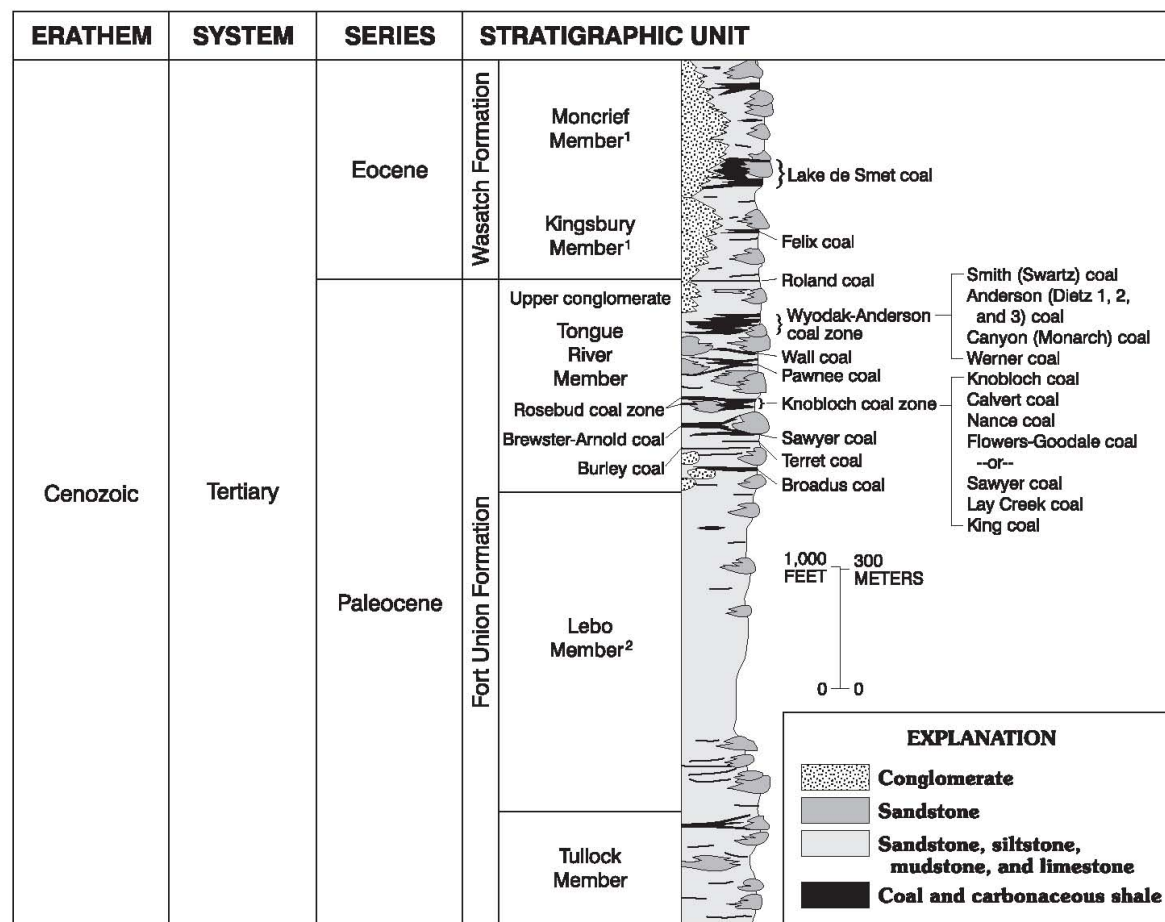 ERATHEM
SYSTEM
SERIES
STRATIGRAPHIC UNIT
Cenozoic
Tertiary
Eocene
Paleocene
Wasatch Formation
Fort Union Formation
Moncrief
Member¹
Kingsbury
Member¹
Upper conglomerate
Tongue
River
Member
Rosebud coal zone
Brewster-Arnold coal
Burley coal
Lebo
Member²
Tullock
Member
Lake de Smet coal
Felix coal
Roland coal
Wyodak-Anderson
coal zone
Wall coal
Pawnee coal
Knobloch coal zone
Sawyer coal
Terret coal
Broadus coal
Smith (Swartz) coal
Anderson (Dietz 1, 2,
and 3) coal
Canyon (Monarch) coal
Werner coal
Knobloch coal
Calvert coal
Nance coal
Flowers-Goodale coal
--or--
Sawyer coal
Lay Creek coal
King coal
1,000 300
FEET METERS
0 0
EXPLANATION
Conglomerate
Sandstone
Sandstone, siltstone,
mudstone, and limestone
Coal and carbonaceous shale